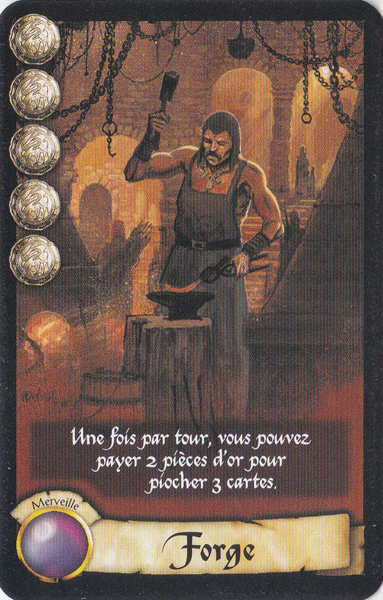 Une fois par tour, vous pouvez
payer 2 pièces d'or pour
piocher 3 cartes.
Merveille
Forge